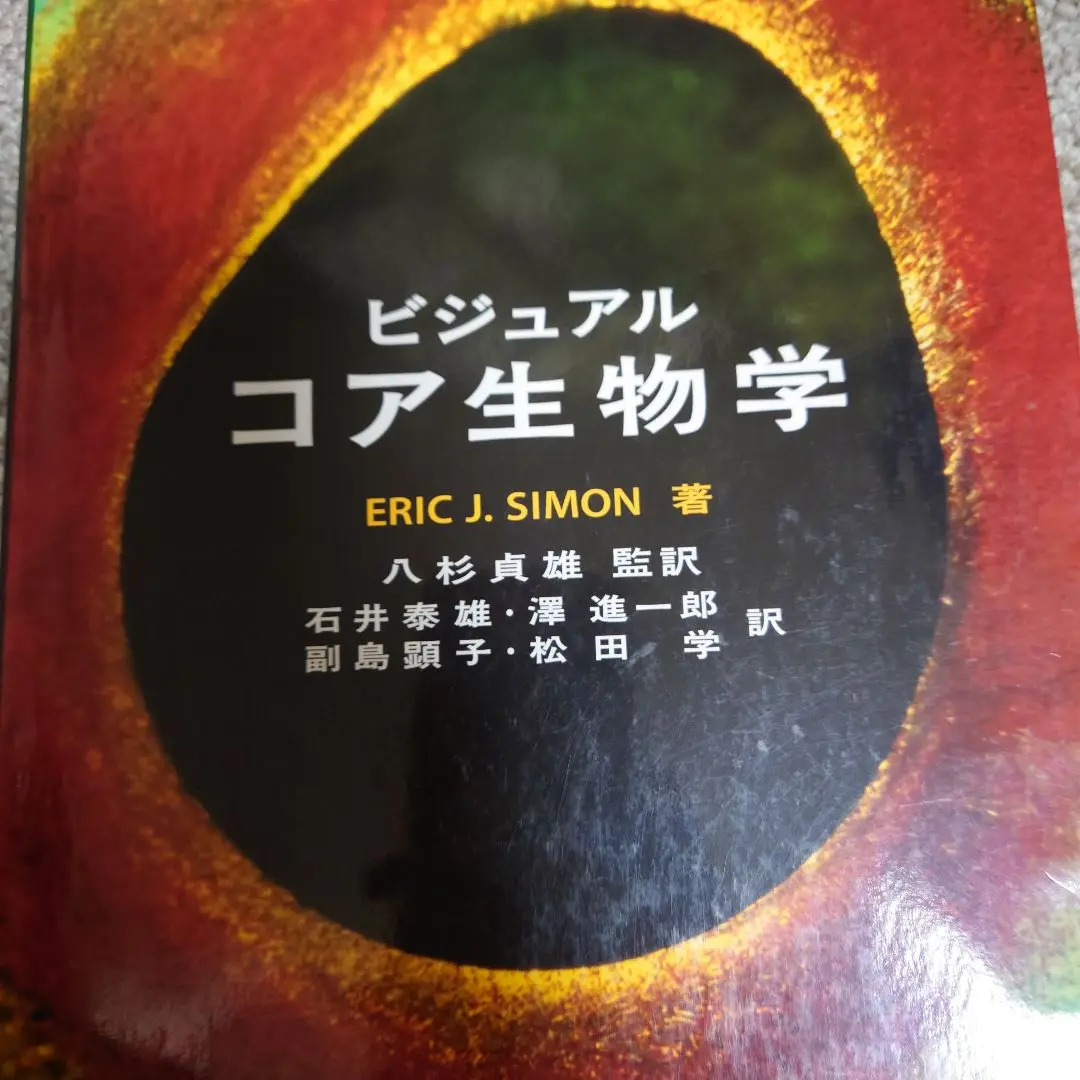 ビジュアル
コア生物学
ERIC J. SIMON 著
八杉貞雄 監訳
石井泰雄・澤 進一郎
副島顕子・松田 学
訳